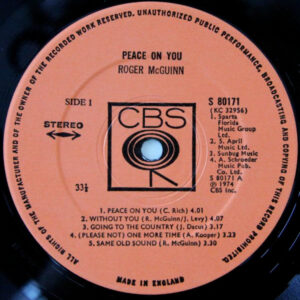 ALL RIGHTS OF THE MANUFACTURER AND OF THE OWNER OF THE RECORDED WORK RESERVED. UNAUTHORIZED PUBLIC PERFORMANCE, BROADCASTING AND COPYING OF THIS RECORD PROHIBITED.
PEACE ON YOU
ROGER McGUINN
SIDE 1
STEREO
CBS
33⅓
S 80171
(KC 32956)
1. Sparta
Florida
Music Group
Ltd.
2. S. April
Music Ltd.
3. Sunbug Music
4. A. Schroeder
Music Pub.
Co. Ltd.
S 80171 A
℗ 1974
1. PEACE ON YOU (C. Rich) 4.01
2. WITHOUT YOU (R. McGuinn/J. Levy) 4.07
3. GOING TO THE COUNTRY (J. Dacus) 3.17
4. (PLEASE NOT) ONE MORE TIME (A. Kooper) 3.23
5. SAME OLD SOUND (R. McGuinn) 3.30
MADE IN ENGLAND